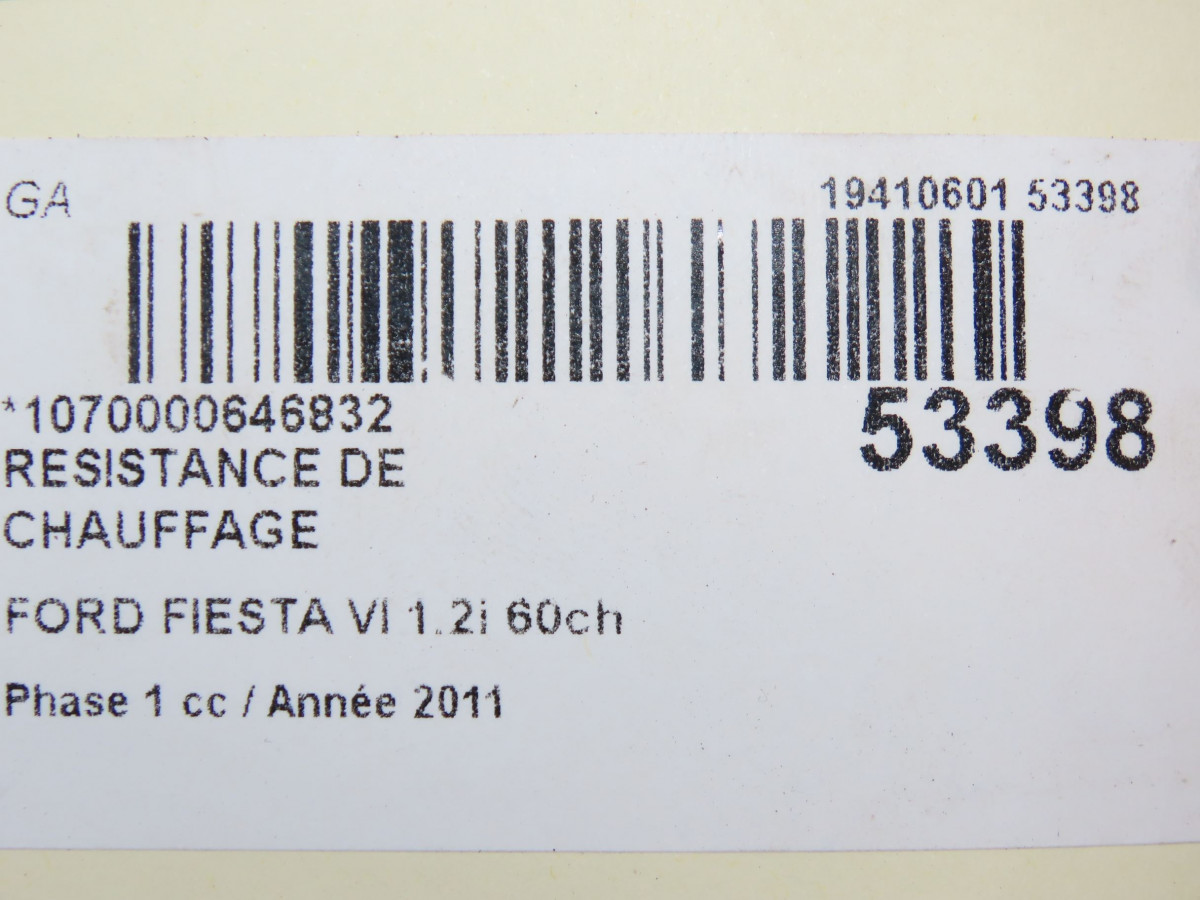 GA
19410601 53398
*1070000646832
53398
RESISTANCE DE
CHAUFFAGE
FORD FIESTA VI 1.2i 60ch
Phase 1 cc / Année 2011